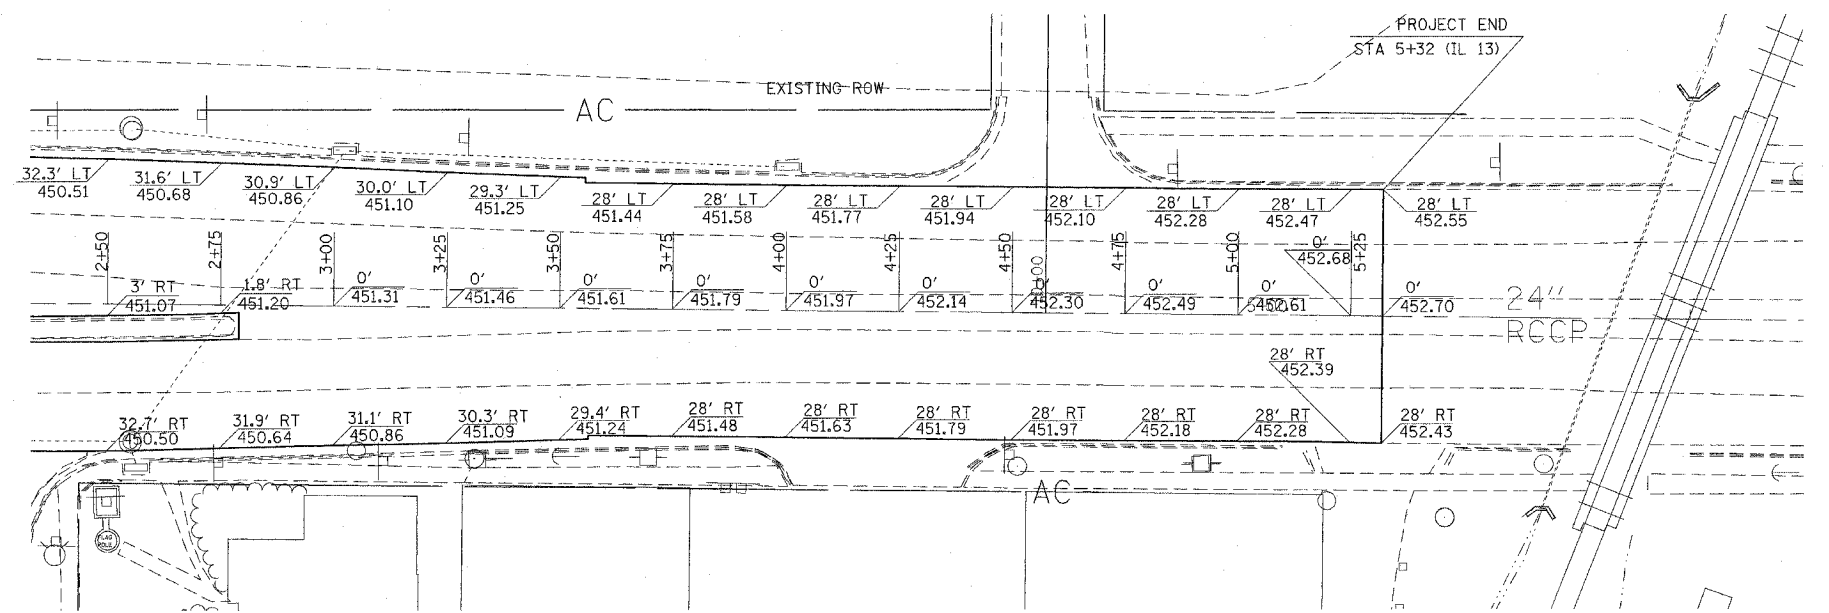 PROJECT END
STA 5+32 (IL 13)
EXISTING ROW
AC
32.3' LT
450.51
31.6' LT
450.68
30.9' LT
450.86
30.0' LT
451.10
29.3' LT
451.25
28' LT
451.44
28' LT
451.58
28' LT
451.77
28' LT
451.94
28' LT
452.10
28' LT
452.28
28' LT
452.47
28' LT
452.55
2+50
2+75
3+00
3+25
3+50
3+75
4+00
4+25
4+50
4+75
5+00
5+25
0'
452.68
3' RT
451.07
1.8' RT
451.20
0'
451.31
0'
451.46
0'
451.61
0'
451.79
0'
451.97
0'
452.14
0'
452.30
0'
452.49
0'
452.61
0'
452.70
24"
RCCP
28' RT
452.39
32.7' RT
450.50
31.9' RT
450.64
31.1' RT
450.86
30.3' RT
451.09
29.4' RT
451.24
28' RT
451.48
28' RT
451.63
28' RT
451.79
28' RT
451.97
28' RT
452.18
28' RT
452.28
28' RT
452.43
AC
FLAG
POLE